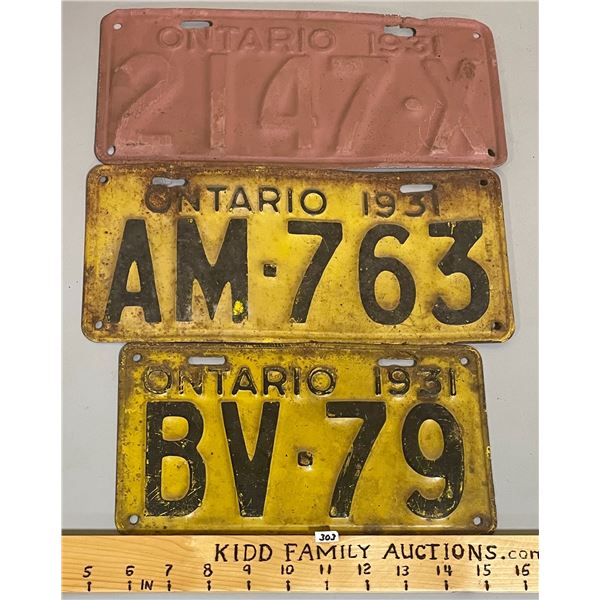 ONTARIO 1931
2147·X
ONTARIO 1931
AM·763
ONTARIO 1931
BV·79
303
KIDD FAMILY AUCTIONS.com
5 6 IN 7 8 9 10 11 12 13 14 15 16